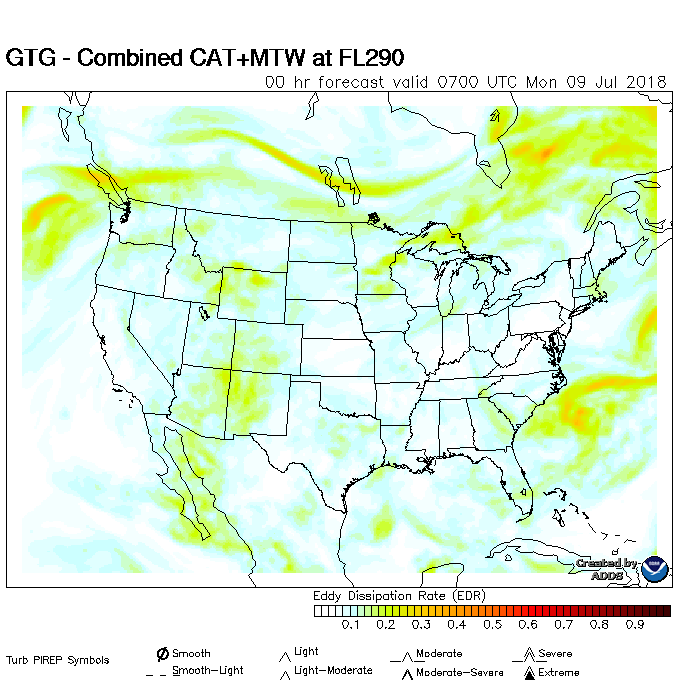 GTG - Combined CAT+MTW at FL290
00 hr forecast valid 0700 UTC Mon 09 Jul 2018
Created by
ADDS
Eddy Dissipation Rate (EDR)
0.1 0.2 0.3 0.4 0.5 0.6 0.7 0.8 0.9
Turb PIREP Symbols
Smooth Light Moderate Severe
Smooth-Light Light-Moderate Moderate-Severe Extreme